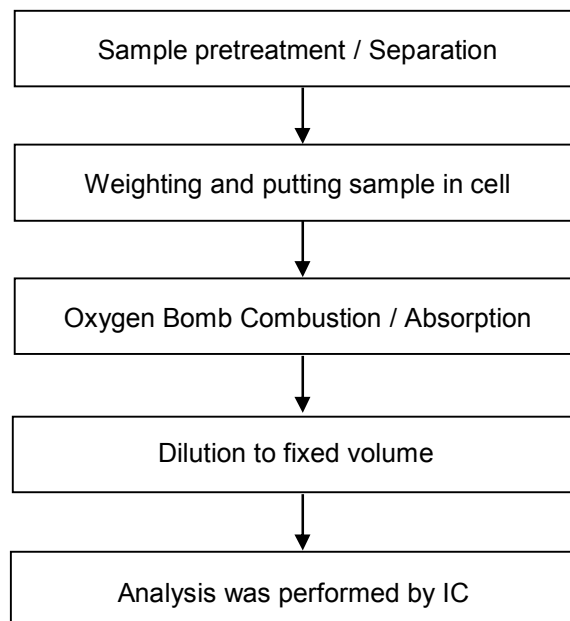 Sample pretreatment / Separation
Weighting and putting sample in cell
Oxygen Bomb Combustion / Absorption
Dilution to fixed volume
Analysis was performed by IC